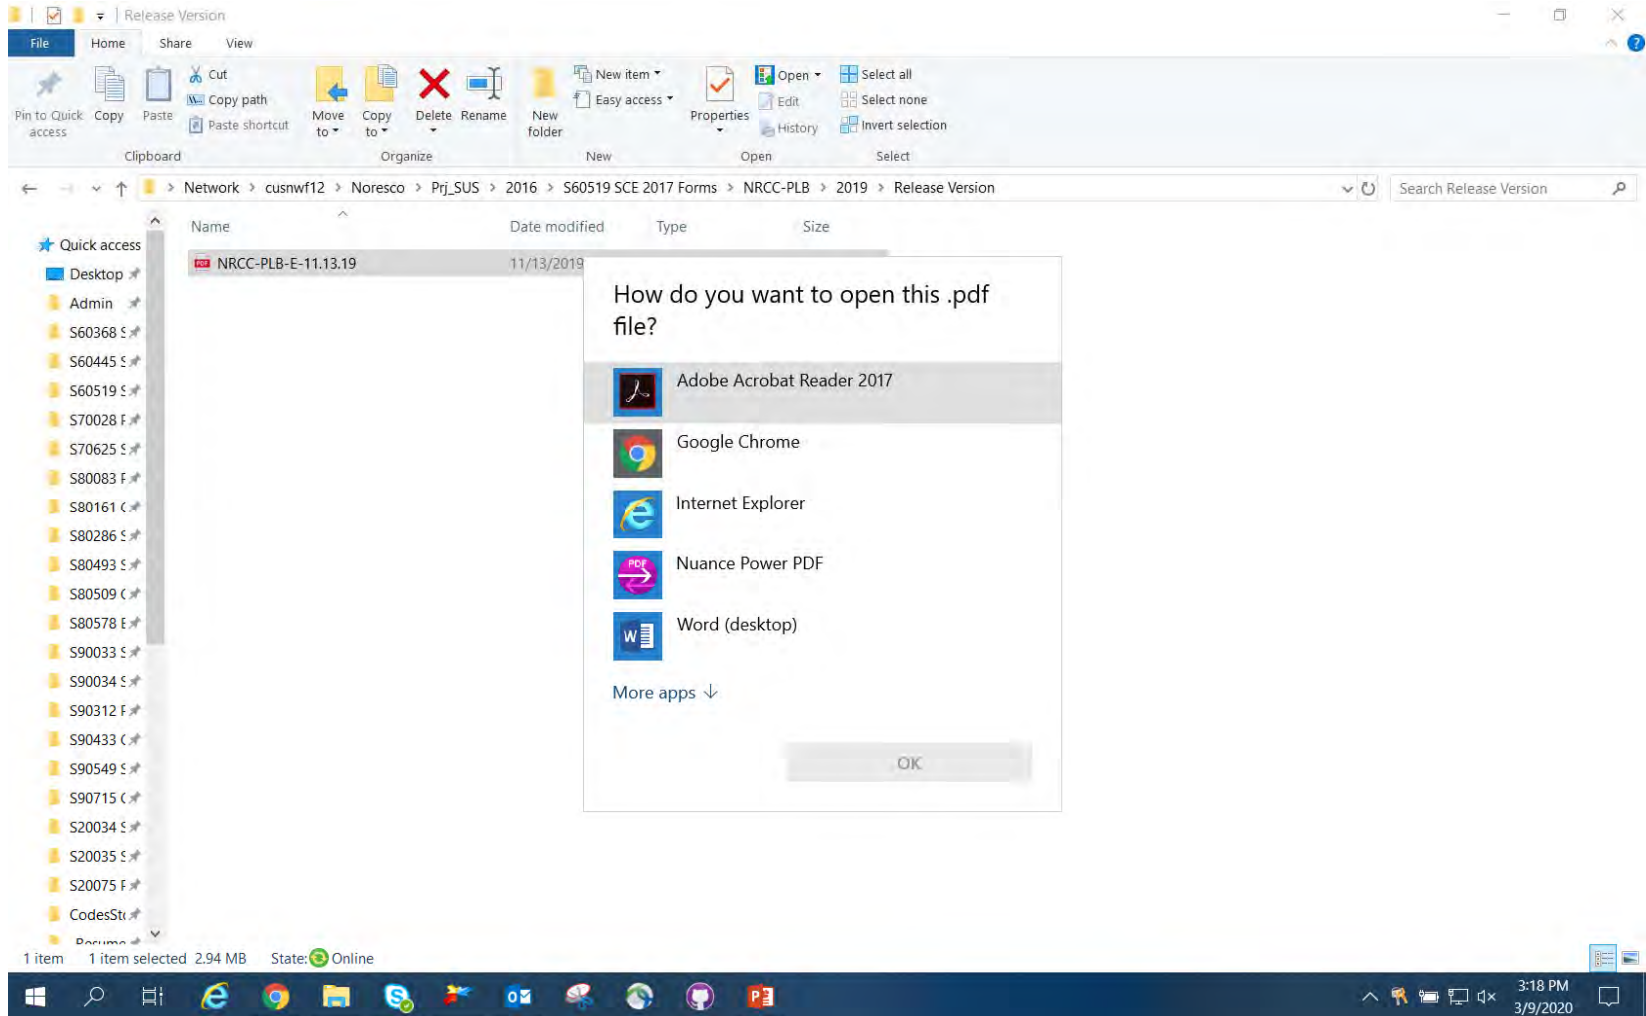 Release Version
File Home Share View
Pin to Quick access
Copy
Paste
Cut
Copy path
Paste shortcut
Move to
Copy to
Delete
Rename
New folder
New item
Easy access
Properties
Open
Edit
History
Select all
Select none
Invert selection
Clipboard Organize New Open Select
Network > cusnwf12 > Noresco > Prj_SUS > 2016 > S60519 SCE 2017 Forms > NRCC-PLB > 2019 > Release Version
Search Release Version
Name Date modified Type Size
NRCC-PLB-E-11.13.19 11/13/2019
Quick access
Desktop
Admin
S60368 S
S60445 S
S60519 S
S70028 F
S70625 S
S80083 F
S80161 (
S80286 S
S80493 S
S80509 (
S80578 E
S90033 S
S90034 S
S90312 F
S90433 (
S90549 S
S90715 (
S20034 S
S20035 S
S20075 F
CodesSt
How do you want to open this .pdf
file?
Adobe Acrobat Reader 2017
Google Chrome
Internet Explorer
PDF
Nuance Power PDF
W
Word (desktop)
More apps
OK
1 item 1 item selected 2.94 MB State: Online
3:18 PM
3/9/2020